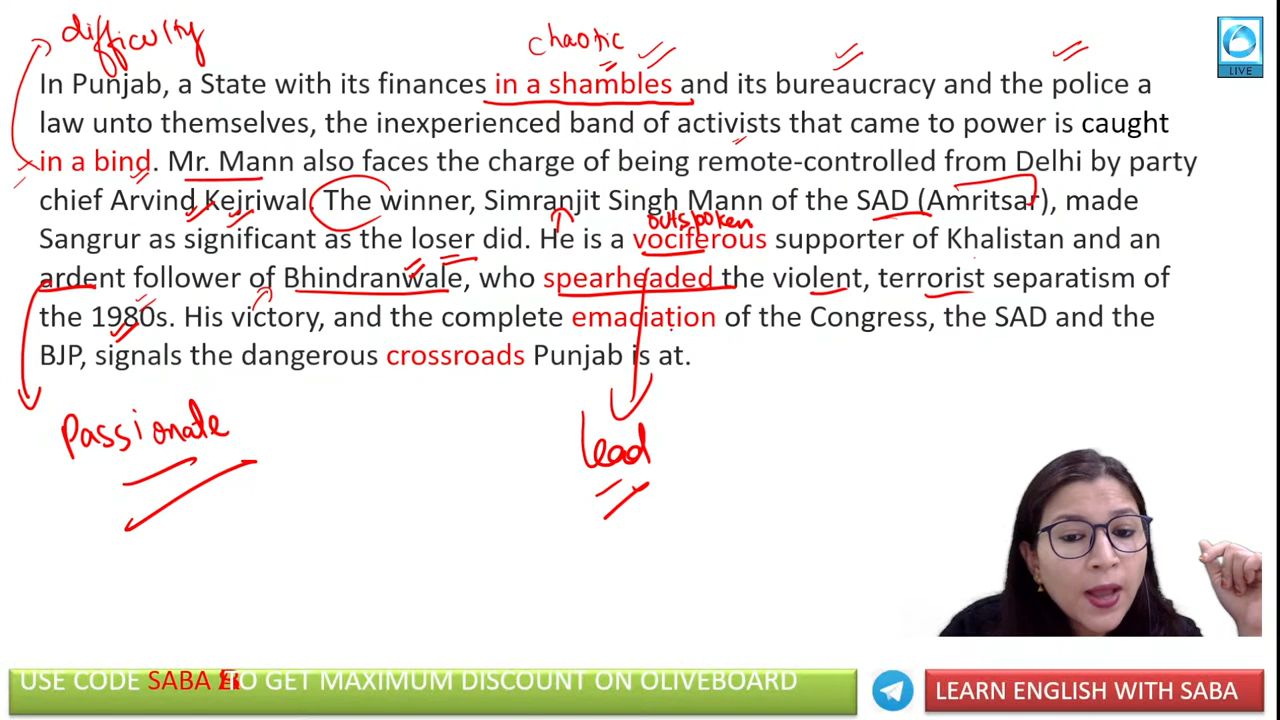 difficulty
chaotic
In Punjab, a State with its finances in a shambles and its bureaucracy and the police a
law unto themselves, the inexperienced band of activists that came to power is caught
in a bind. Mr. Mann also faces the charge of being remote-controlled from Delhi by party
chief Arvind Kejriwal. The winner, Simranjit Singh Mann of the SAD (Amritsar), made
outspoken
Sangrur as significant as the loser did. He is a vociferous supporter of Khalistan and an
ardent follower of Bhindranwale, who spearheaded the violent, terrorist separatism of
the 1980s. His victory, and the complete emaciation of the Congress, the SAD and the
BJP, signals the dangerous crossroads Punjab is at.
Passionate
lead
LIVE
USE CODE SABA TO GET MAXIMUM DISCOUNT ON OLIVEBOARD
LEARN ENGLISH WITH SABA